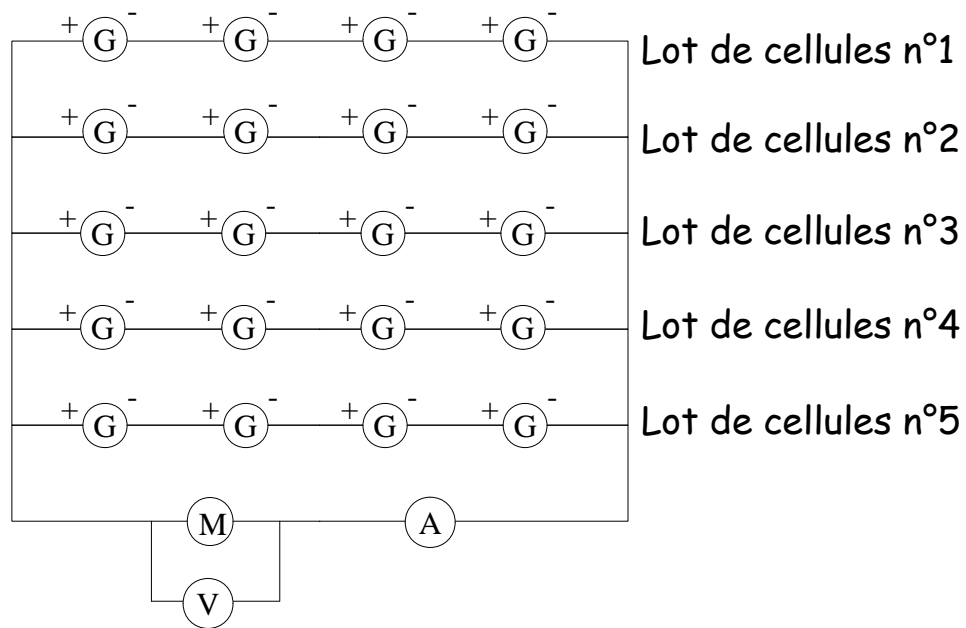 + G - + G - + G - + G - Lot de cellules n°1
+ G - + G - + G - + G - Lot de cellules n°2
+ G - + G - + G - + G - Lot de cellules n°3
+ G - + G - + G - + G - Lot de cellules n°4
+ G - + G - + G - + G - Lot de cellules n°5
M A
V